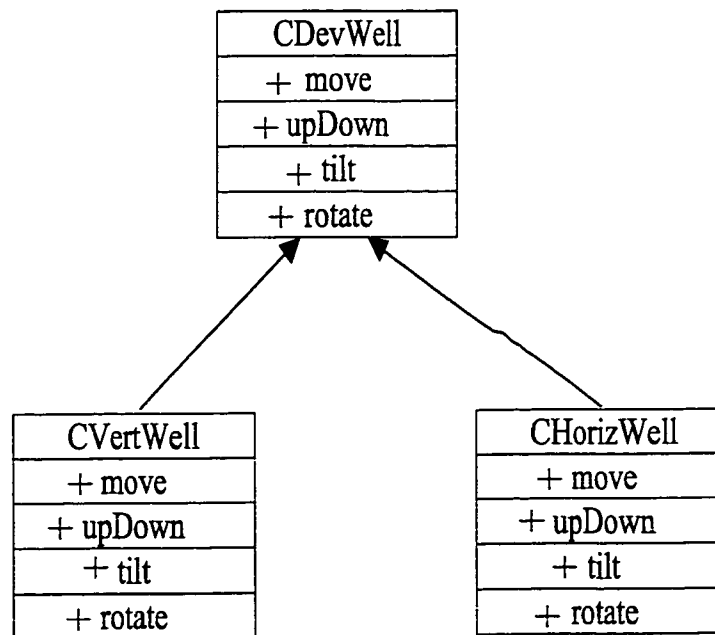 CDevWell
+ move
+ upDown
+ tilt
+ rotate
CVertWell
+ move
+ upDown
+ tilt
+ rotate
CHorizWell
+ move
+ upDown
+ tilt
+ rotate